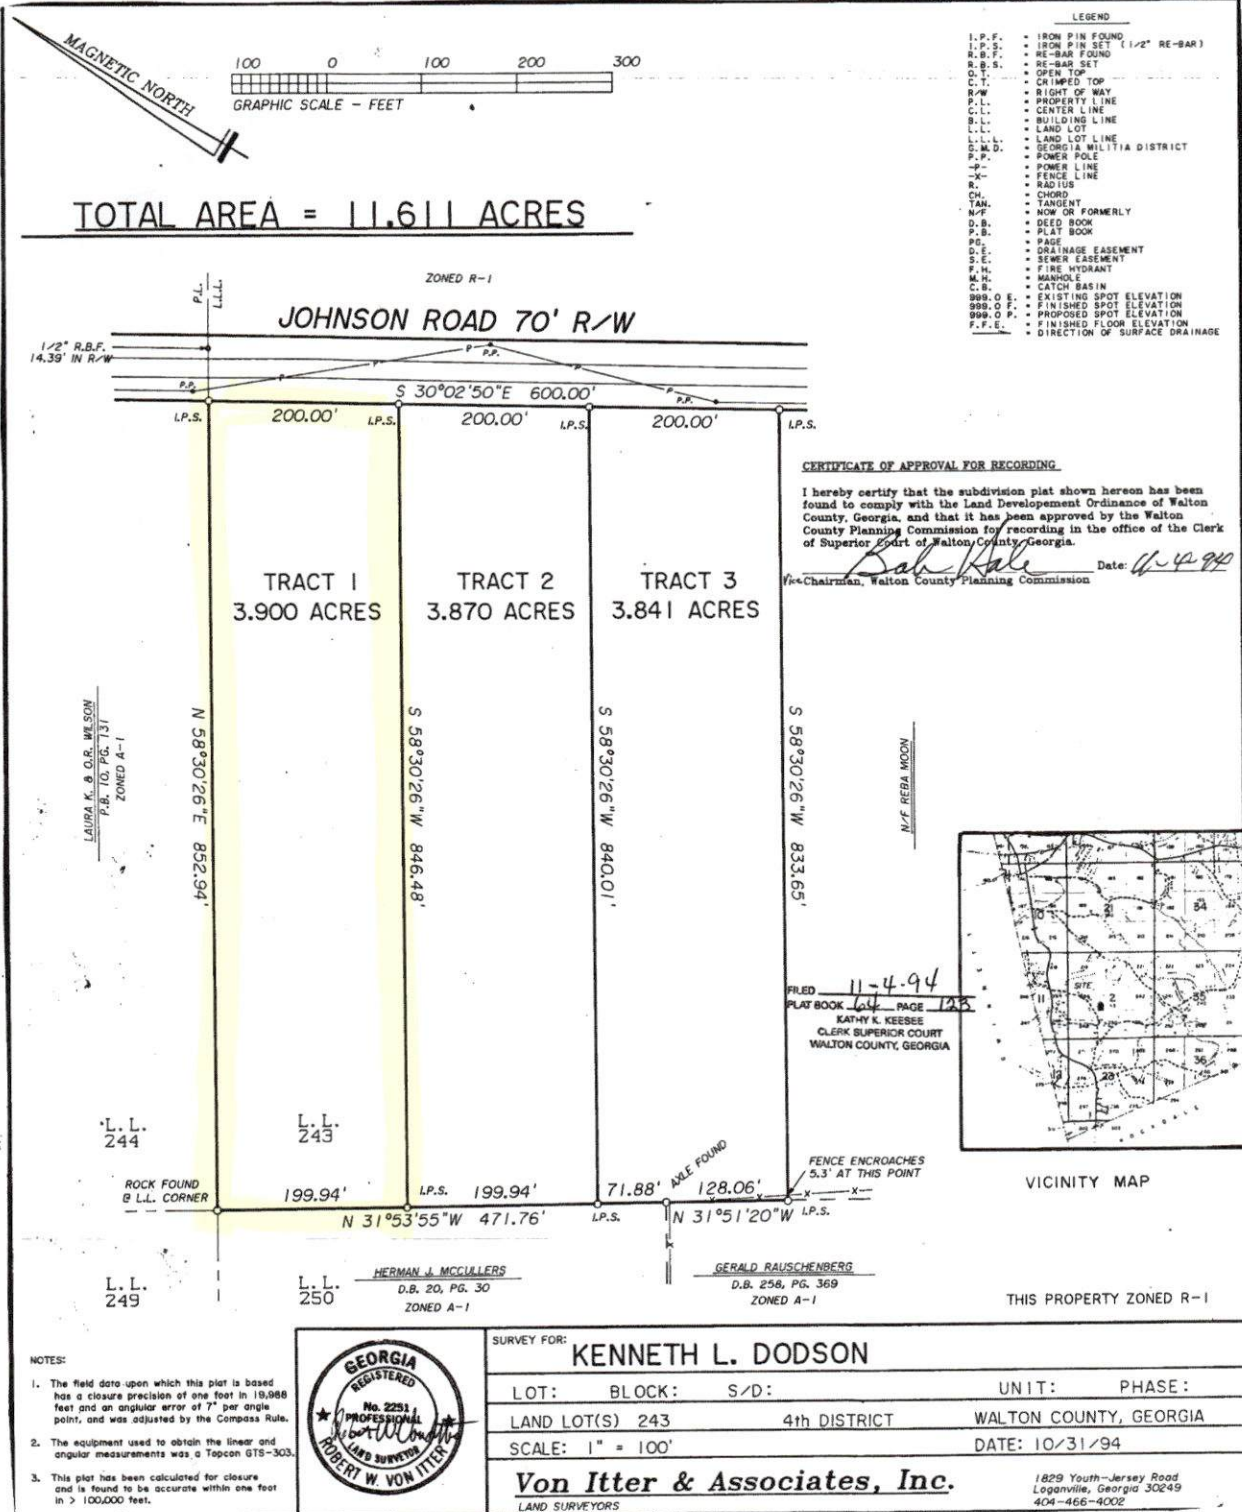 MAGNETIC NORTH
100 0 100 200 300
GRAPHIC SCALE - FEET
TOTAL AREA = 11.611 ACRES
LEGEND
I.P.F. = IRON PIN FOUND
I.P.S. = IRON PIN SET (1/2" RE-BAR)
R.B.F. = RE-BAR FOUND
R.B.S. = RE-BAR SET
O.T. = OPEN TOP
C.T. = CRIMPED TOP
R/W = RIGHT OF WAY
P.L. = PROPERTY LINE
C.L. = CENTER LINE
B.L. = BUILDING LINE
L.L. = LAND LOT
L.L.L. = LAND LOT LINE
G.M.D. = GEORGIA MILITIA DISTRICT
P.P. = POWER POLE
-P- = POWER LINE
-X- = FENCE LINE
R. = RADIUS
CH. = CHORD
TAN. = TANGENT
N/F = NOW OR FORMERLY
D.B. = DEED BOOK
P.B. = PLAT BOOK
PG. = PAGE
D.E. = DRAINAGE EASEMENT
S.E. = SEWER EASEMENT
F.H. = FIRE HYDRANT
M.H. = MANHOLE
C.B. = CATCH BASIN
999.0 E. = EXISTING SPOT ELEVATION
999.0 F. = FINISHED SPOT ELEVATION
999.0 P. = PROPOSED SPOT ELEVATION
F.F.E. = FINISHED FLOOR ELEVATION
= DIRECTION OF SURFACE DRAINAGE
P.L.
L.L.L.
ZONED R-1
JOHNSON ROAD 70' R/W
1/2" R.B.F.
14.39' IN R/W
P.P.
P
P
P
P.P.
P
P
P.P.
S 30°02'50"E 600.00'
I.P.S.
200.00'
I.P.S.
200.00'
I.P.S.
200.00'
I.P.S.
CERTIFICATE OF APPROVAL FOR RECORDING
I hereby certify that the subdivision plat shown hereon has been
found to comply with the Land Developement Ordinance of Walton
County, Georgia, and that it has been approved by the Walton
County Planning Commission for recording in the office of the Clerk
of Superior Court of Walton County, Georgia.
Bob Hale
Date: 11-4-94
Vice Chairman, Walton County Planning Commission
TRACT 1
3.900 ACRES
TRACT 2
3.870 ACRES
TRACT 3
3.841 ACRES
LAURA K. & O.R. WILSON
P.B. 10, PG. 131
ZONED A-1
N 58°30'26"E 852.94'
S 58°30'26"W 846.48'
S 58°30'26"W 840.01'
S 58°30'26"W 833.65'
N/F REBA MOON
FILED 11-4-94
PLAT BOOK 64 PAGE 123
KATHY K. KEESEE
CLERK SUPERIOR COURT
WALTON COUNTY, GEORGIA
34
10
SITE
11
2
35
36
23
VICINITY MAP
L.L.
244
L.L.
243
ROCK FOUND
@ L.L. CORNER
199.94'
I.P.S.
199.94'
71.88'
AXLE FOUND
128.06'
FENCE ENCROACHES
5.3' AT THIS POINT
X X X X
N 31°53'55"W 471.76'
I.P.S.
N 31°51'20"W
I.P.S.
X
L.L.
249
L.L.
250
HERMAN J. MCCULLERS
D.B. 20, PG. 30
ZONED A-1
GERALD RAUSCHENBERG
D.B. 258, PG. 369
ZONED A-1
THIS PROPERTY ZONED R-1
NOTES:
1. The field data upon which this plat is based
has a closure precision of one foot in 19,988
feet and an anglular error of 7" per angle
point, and was adjusted by the Compass Rule.
2. The equipment used to obtain the linear and
angular measurements was a Topcon GTS-303.
3. This plat has been calculated for closure
and is found to be accurate within one foot
in > 100,000 feet.
GEORGIA
REGISTERED
No. 2251
PROFESSIONAL
LAND SURVEYOR
ROBERT W. VON ITTER
SURVEY FOR: KENNETH L. DODSON
LOT: BLOCK: S/D: UNIT: PHASE:
LAND LOT(S) 243 4th DISTRICT WALTON COUNTY, GEORGIA
SCALE: 1" = 100' DATE: 10/31/94
Von Itter & Associates, Inc.
LAND SURVEYORS
1829 Youth-Jersey Road
Loganville, Georgia 30249
404-466-4002